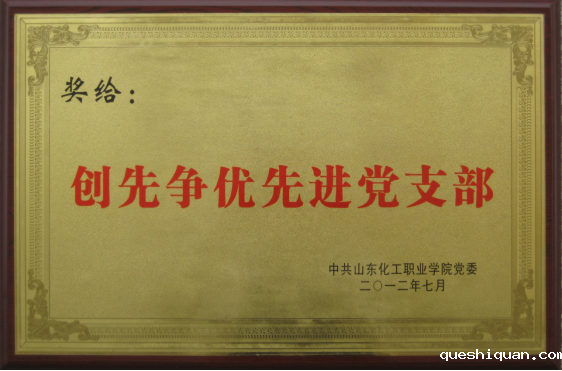 奖给：
创先争优先进党支部
中共山东化工职业学院党委
二〇一二年七月
queshiquan.com